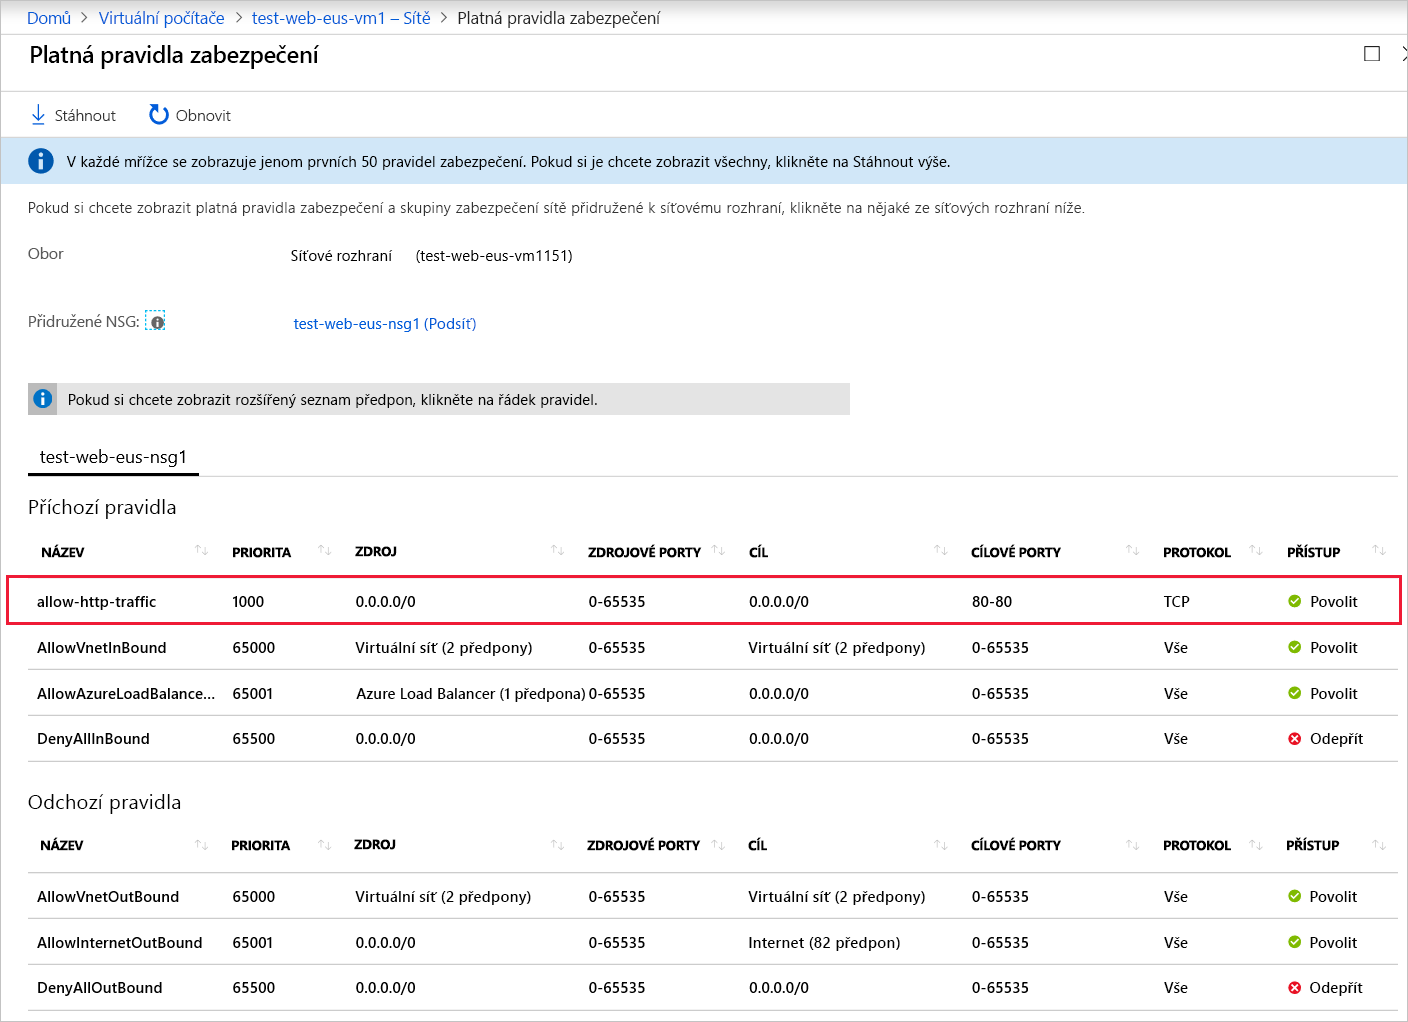 Domů > Virtuální počítače > test-web-eus-vm1 – Sítě > Platná pravidla zabezpečení
Platná pravidla zabezpečení
Stáhnout Obnovit
V každé mřížce se zobrazuje jenom prvních 50 pravidel zabezpečení. Pokud si je chcete zobrazit všechny, klikněte na Stáhnout výše.
Pokud si chcete zobrazit platná pravidla zabezpečení a skupiny zabezpečení sítě přidružené k síťovému rozhraní, klikněte na nějaké ze síťových rozhraní níže.
Obor Síťové rozhraní (test-web-eus-vm1151)
Přidružené NSG: test-web-eus-nsg1 (Podsíť)
Pokud si chcete zobrazit rozšířený seznam předpon, klikněte na řádek pravidel.
test-web-eus-nsg1
Příchozí pravidla
NÁZEV PRIORITA ZDROJ ZDROJOVÉ PORTY CÍL CÍLOVÉ PORTY PROTOKOL PŘÍSTUP
allow-http-traffic 1000 0.0.0.0/0 0-65535 0.0.0.0/0 80-80 TCP Povolit
AllowVnetInBound 65000 Virtuální síť (2 předpony) 0-65535 Virtuální síť (2 předpony) 0-65535 Vše Povolit
AllowAzureLoadBalance... 65001 Azure Load Balancer (1 předpona) 0-65535 0.0.0.0/0 0-65535 Vše Povolit
DenyAllInBound 65500 0.0.0.0/0 0-65535 0.0.0.0/0 0-65535 Vše Odepřít
Odchozí pravidla
NÁZEV PRIORITA ZDROJ ZDROJOVÉ PORTY CÍL CÍLOVÉ PORTY PROTOKOL PŘÍSTUP
AllowVnetOutBound 65000 Virtuální síť (2 předpony) 0-65535 Virtuální síť (2 předpony) 0-65535 Vše Povolit
AllowInternetOutBound 65001 0.0.0.0/0 0-65535 Internet (82 předpon) 0-65535 Vše Povolit
DenyAllOutBound 65500 0.0.0.0/0 0-65535 0.0.0.0/0 0-65535 Vše Odepřít